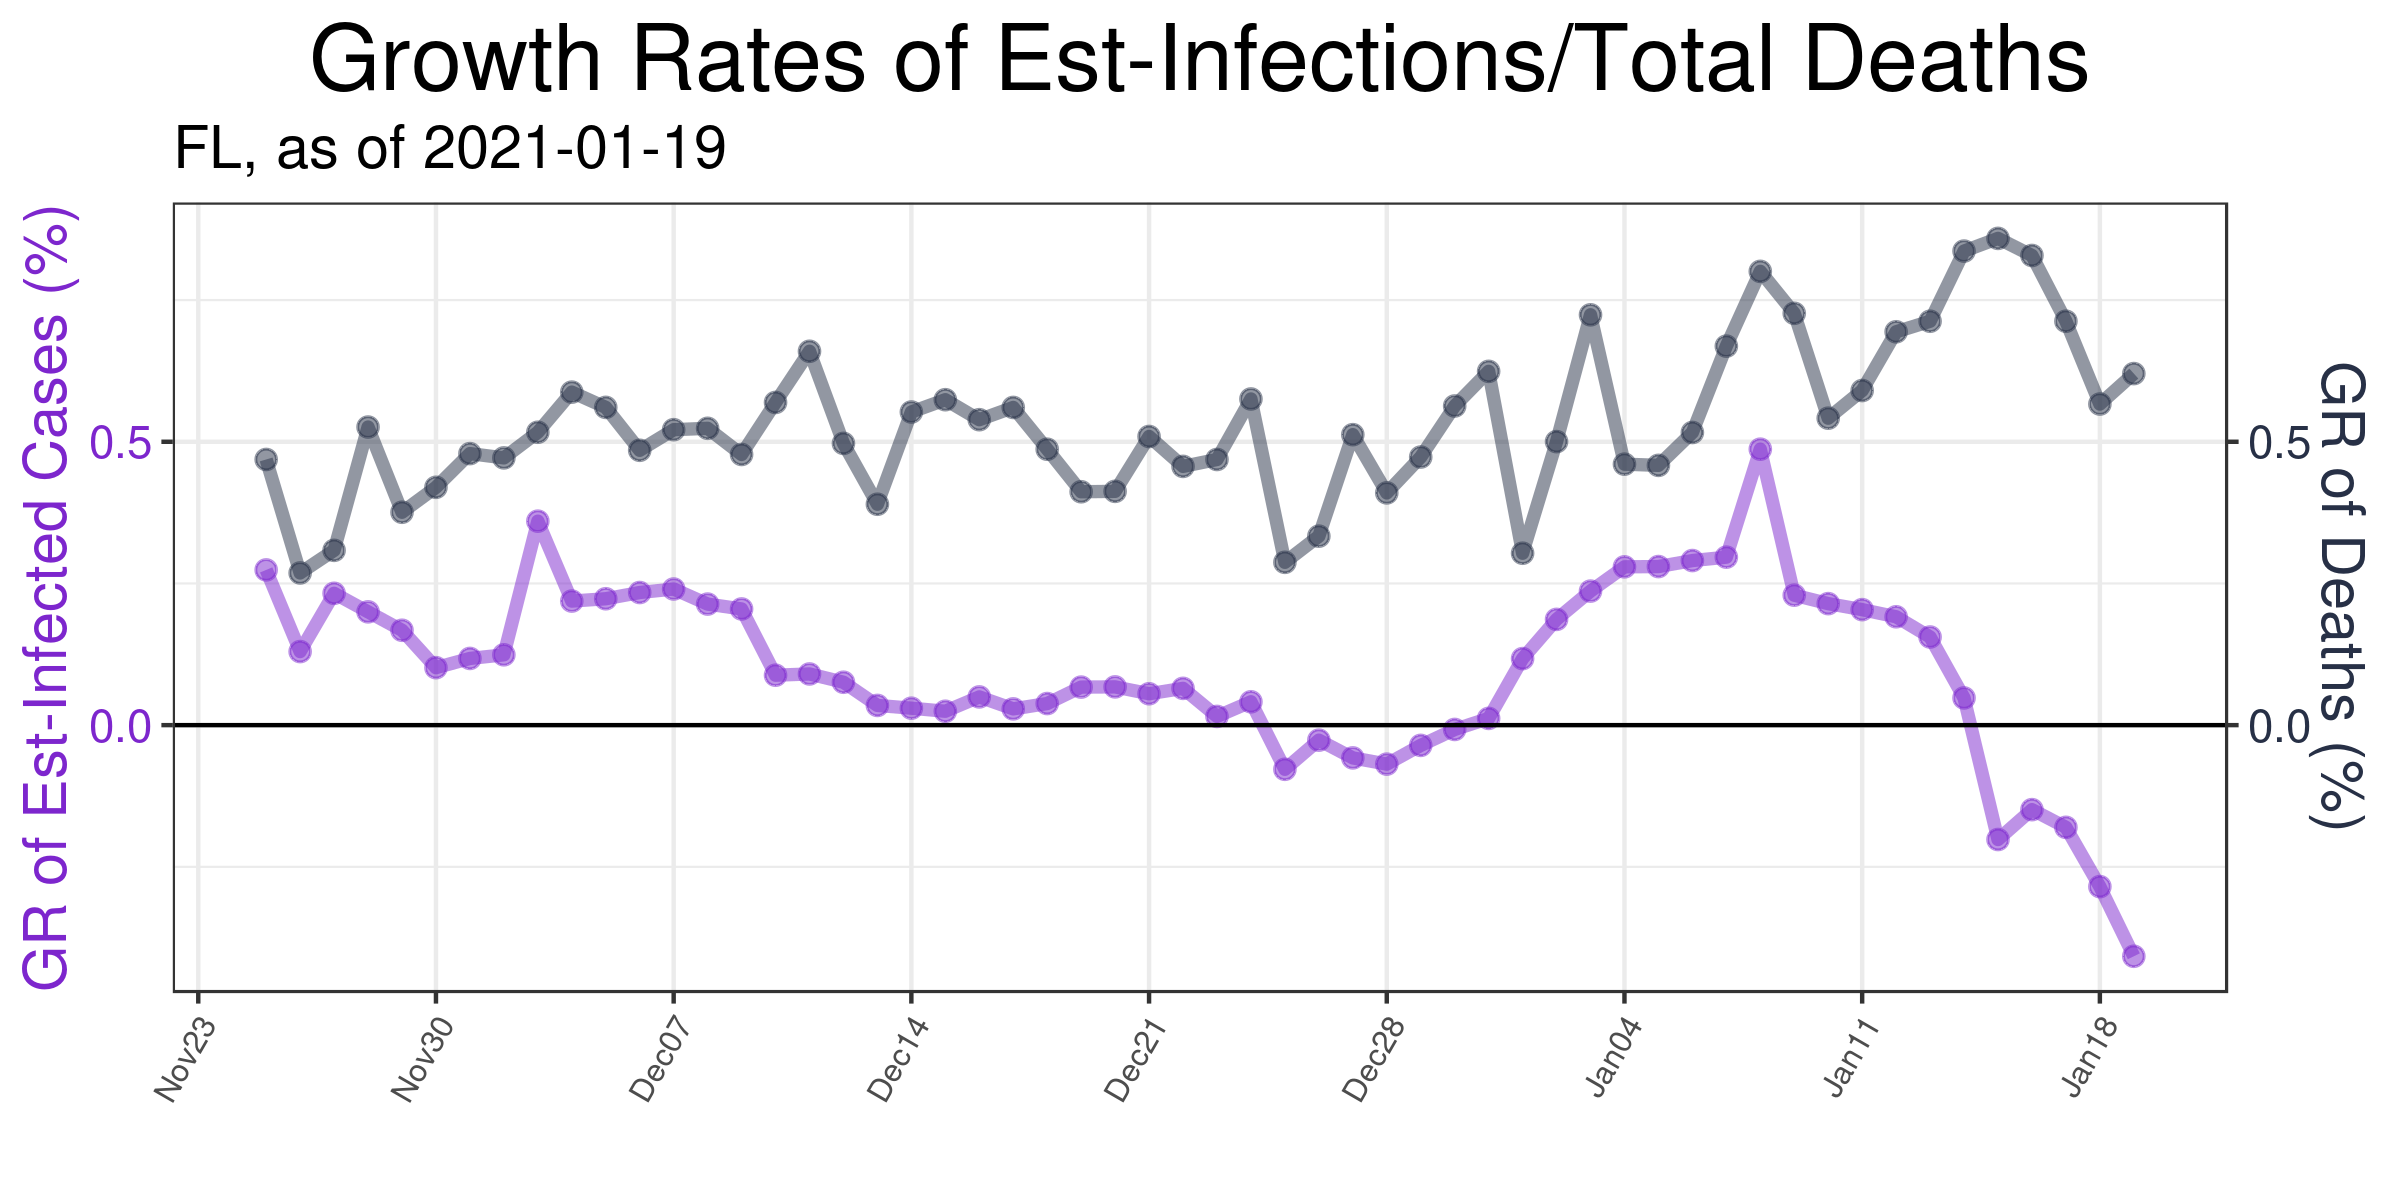 Growth Rates of Est-Infections/Total Deaths
FL, as of 2021-01-19
GR of Est-Infected Cases (%)
0.5
0.0
0.5
0.0
GR of Deaths (%)
Nov23
Nov30
Dec07
Dec14
Dec21
Dec28
Jan04
Jan11
Jan18